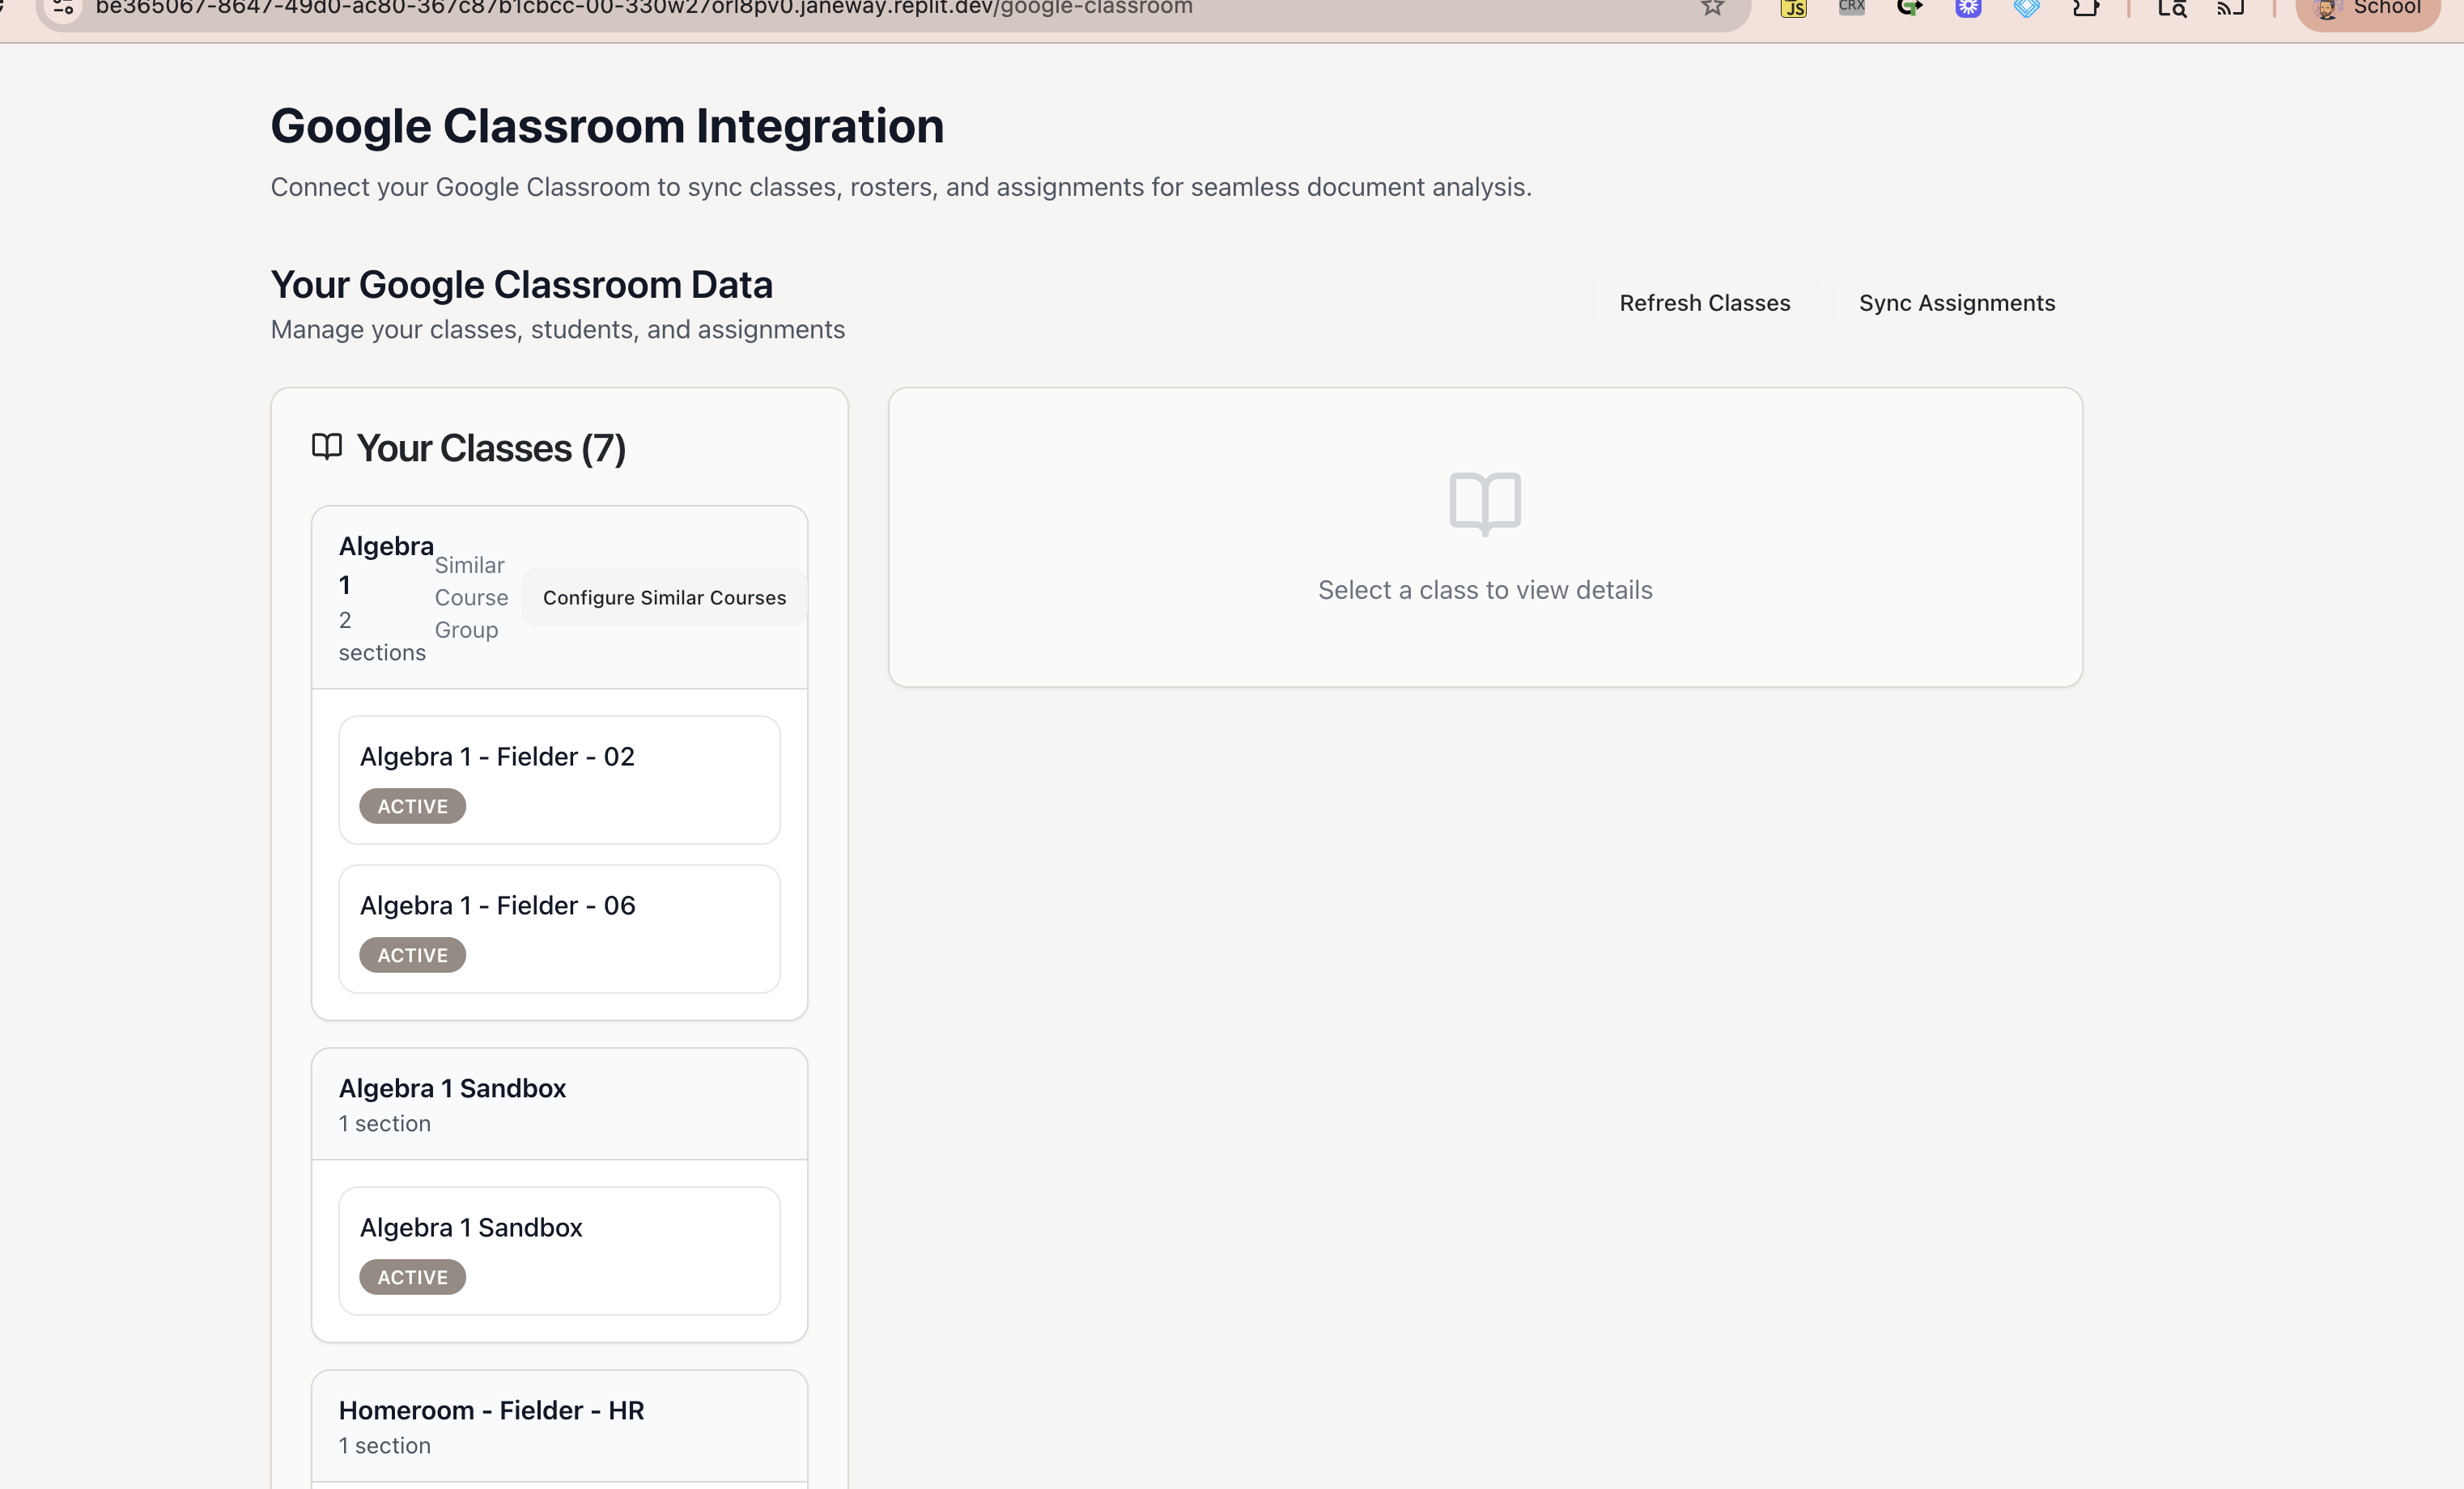 be365067-8647-49d0-ac80-367c87b1cbcc-00-330w27orl8pv0.janeway.replit.dev/google-classroom
JS
CRX
School
Google Classroom Integration
Connect your Google Classroom to sync classes, rosters, and assignments for seamless document analysis.
Your Google Classroom Data
Manage your classes, students, and assignments
Refresh Classes
Sync Assignments
Your Classes (7)
Algebra
1
2
sections
Similar
Course
Group
Configure Similar Courses
Algebra 1 - Fielder - 02
ACTIVE
Algebra 1 - Fielder - 06
ACTIVE
Algebra 1 Sandbox
1 section
Algebra 1 Sandbox
ACTIVE
Homeroom - Fielder - HR
1 section
Select a class to view details